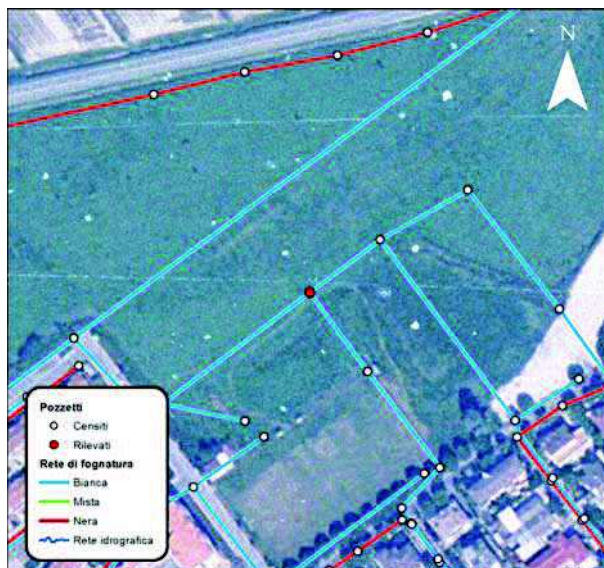 N
Pozzetti
Censiti
Rilevati
Rete di fognatura
Bianca
Mista
Nera
Rete idrografica